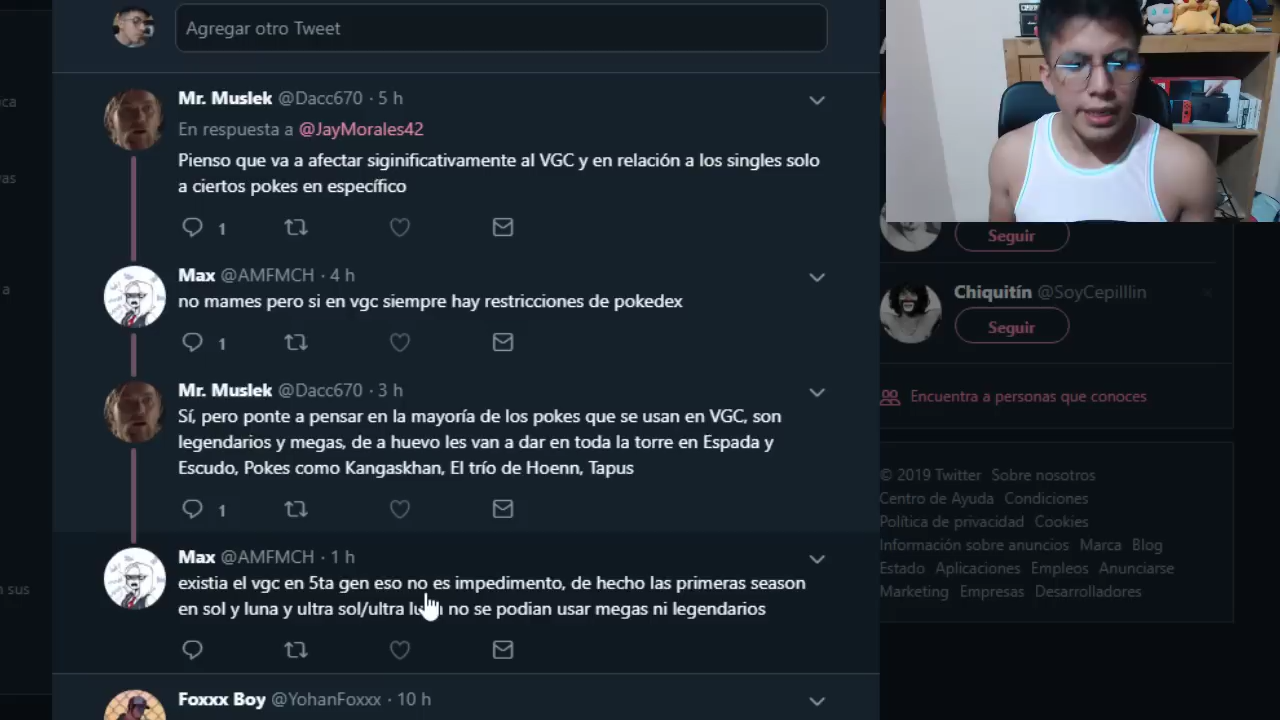 Agregar otro Tweet
Mr. Muslek @Dacc670 · 5 h
En respuesta a @JayMorales42
Pienso que va a afectar siginificativamente al VGC y en relación a los singles solo
a ciertos pokes en específico
1
Max @AMFMCH · 4 h
no mames pero si en vgc siempre hay restricciones de pokedex
1
Mr. Muslek @Dacc670 · 3 h
Sí, pero ponte a pensar en la mayoría de los pokes que se usan en VGC, son
legendarios y megas, de a huevo les van a dar en toda la torre en Espada y
Escudo, Pokes como Kangaskhan, El trío de Hoenn, Tapus
1
Max @AMFMCH · 1 h
existia el vgc en 5ta gen eso no es impedimento, de hecho las primeras season
en sol y luna y ultra sol/ultra no se podian usar megas ni legendarios
Foxxx Boy @YohanFoxxx · 10 h
Seguir
Chiquitín @SoyCepilllin
Seguir
Encuentra a personas que conoces
© 2019 Twitter Sobre nosotros
Centro de Ayuda Condiciones
Política de privacidad Cookies
Información sobre anuncios Marca Blog
Estado Aplicaciones Empleos Anunciarse
Marketing Empresas Desarrolladores